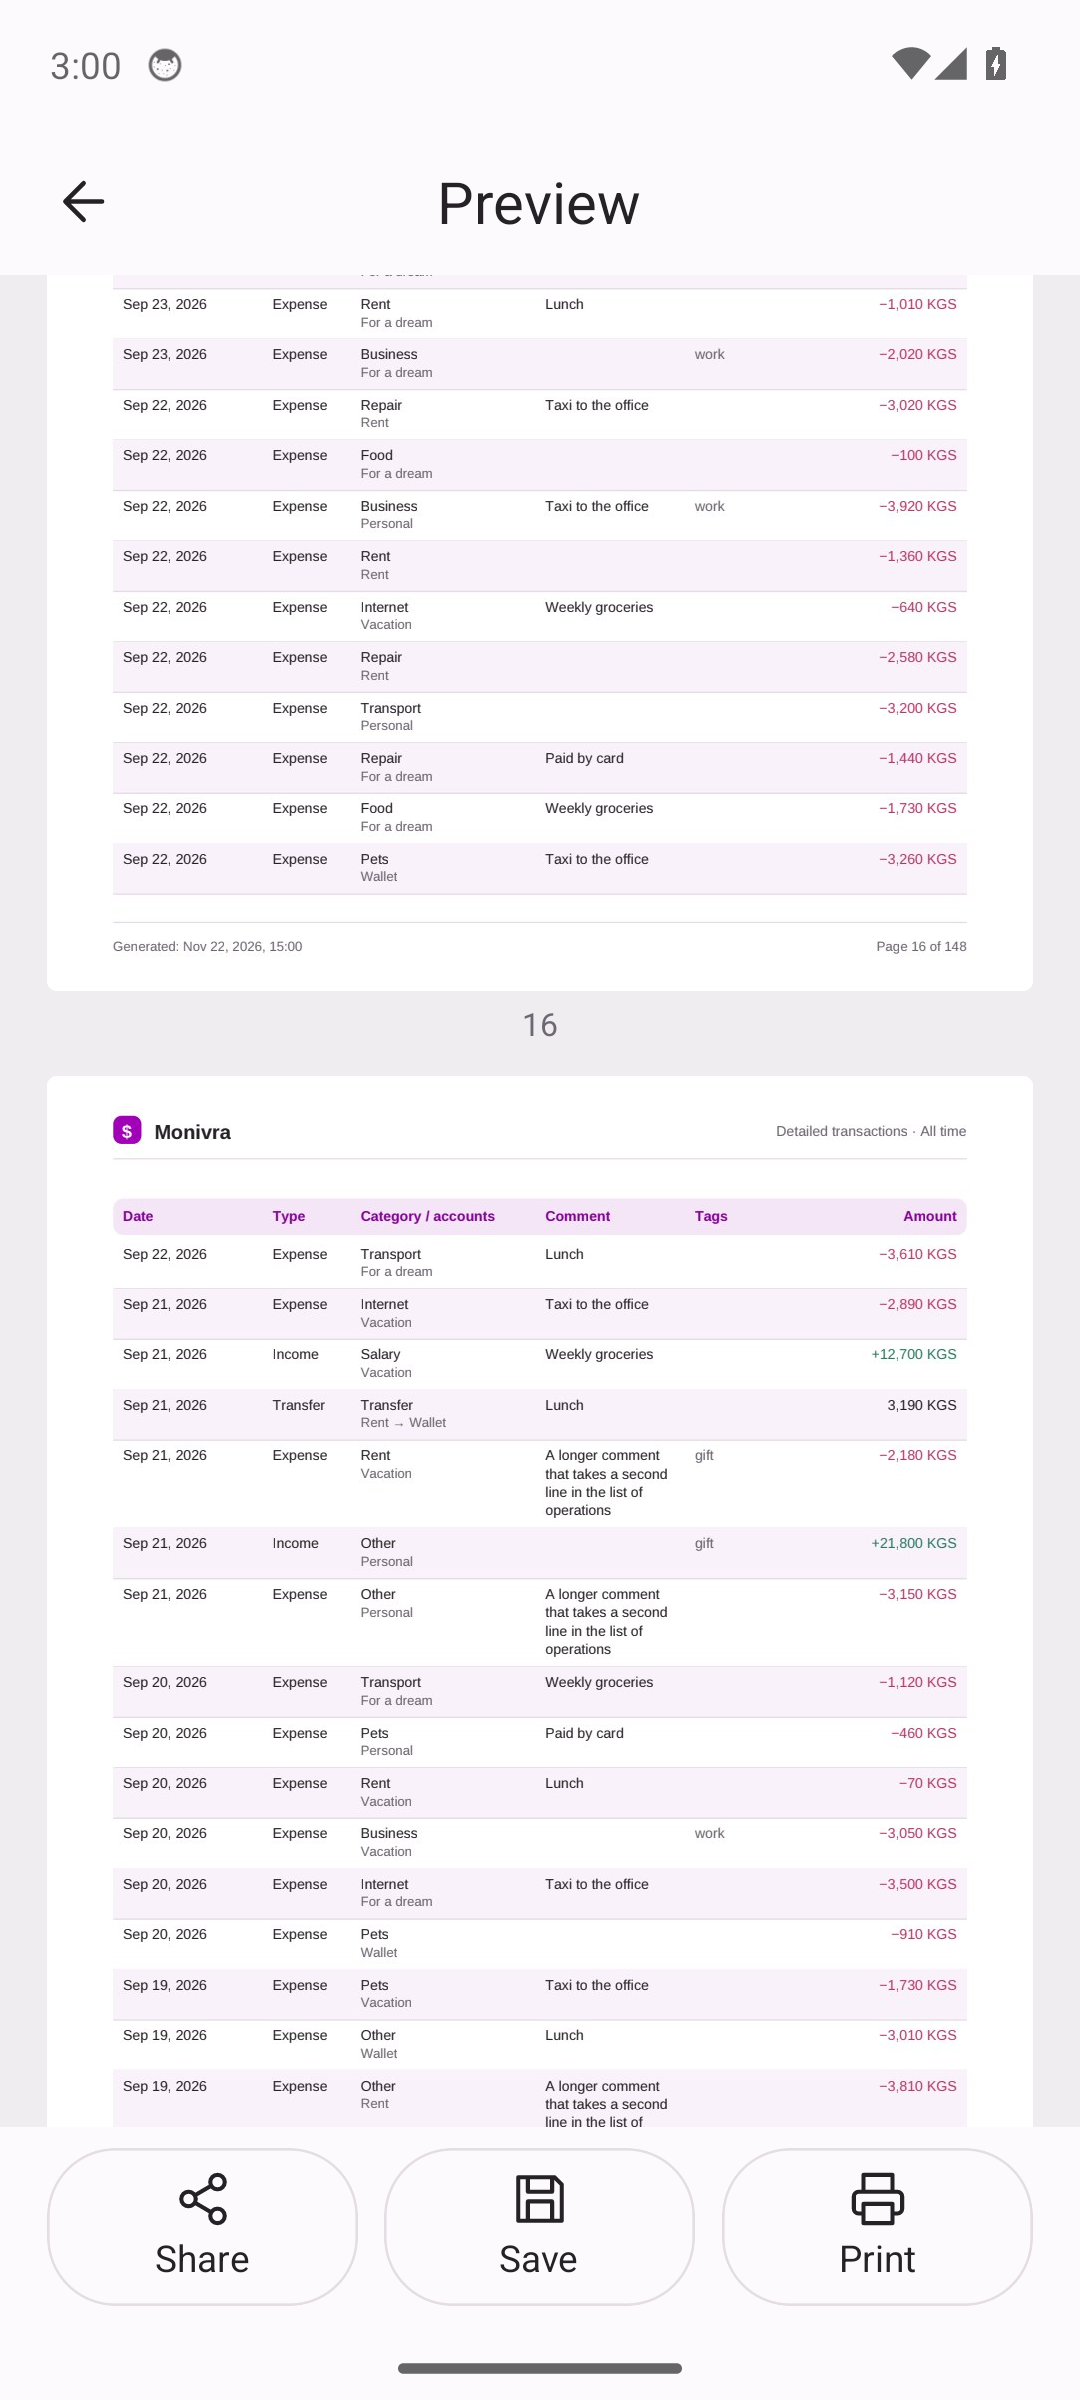 3:00
Preview
Sep 23, 2026 Expense Rent Lunch −1,010 KGS
For a dream
Sep 23, 2026 Expense Business work −2,020 KGS
For a dream
Sep 22, 2026 Expense Repair Taxi to the office −3,020 KGS
Rent
Sep 22, 2026 Expense Food −100 KGS
For a dream
Sep 22, 2026 Expense Business Taxi to the office work −3,920 KGS
Personal
Sep 22, 2026 Expense Rent −1,360 KGS
Rent
Sep 22, 2026 Expense Internet Weekly groceries −640 KGS
Vacation
Sep 22, 2026 Expense Repair −2,580 KGS
Rent
Sep 22, 2026 Expense Transport −3,200 KGS
Personal
Sep 22, 2026 Expense Repair Paid by card −1,440 KGS
For a dream
Sep 22, 2026 Expense Food Weekly groceries −1,730 KGS
For a dream
Sep 22, 2026 Expense Pets Taxi to the office −3,260 KGS
Wallet
Generated: Nov 22, 2026, 15:00 Page 16 of 148
16
$ Monivra Detailed transactions · All time
Date Type Category / accounts Comment Tags Amount
Sep 22, 2026 Expense Transport Lunch −3,610 KGS
For a dream
Sep 21, 2026 Expense Internet Taxi to the office −2,890 KGS
Vacation
Sep 21, 2026 Income Salary Weekly groceries +12,700 KGS
Vacation
Sep 21, 2026 Transfer Transfer Lunch 3,190 KGS
Rent → Wallet
Sep 21, 2026 Expense Rent A longer comment gift −2,180 KGS
Vacation that takes a second
line in the list of
operations
Sep 21, 2026 Income Other gift +21,800 KGS
Personal
Sep 21, 2026 Expense Other A longer comment −3,150 KGS
Personal that takes a second
line in the list of
operations
Sep 20, 2026 Expense Transport Weekly groceries −1,120 KGS
For a dream
Sep 20, 2026 Expense Pets Paid by card −460 KGS
Personal
Sep 20, 2026 Expense Rent Lunch −70 KGS
Vacation
Sep 20, 2026 Expense Business work −3,050 KGS
Vacation
Sep 20, 2026 Expense Internet Taxi to the office −3,500 KGS
For a dream
Sep 20, 2026 Expense Pets −910 KGS
Wallet
Sep 19, 2026 Expense Pets Taxi to the office −1,730 KGS
Vacation
Sep 19, 2026 Expense Other Lunch −3,010 KGS
Wallet
Sep 19, 2026 Expense Other A longer comment −3,810 KGS
Rent that takes a second
line in the list of
Share Save Print